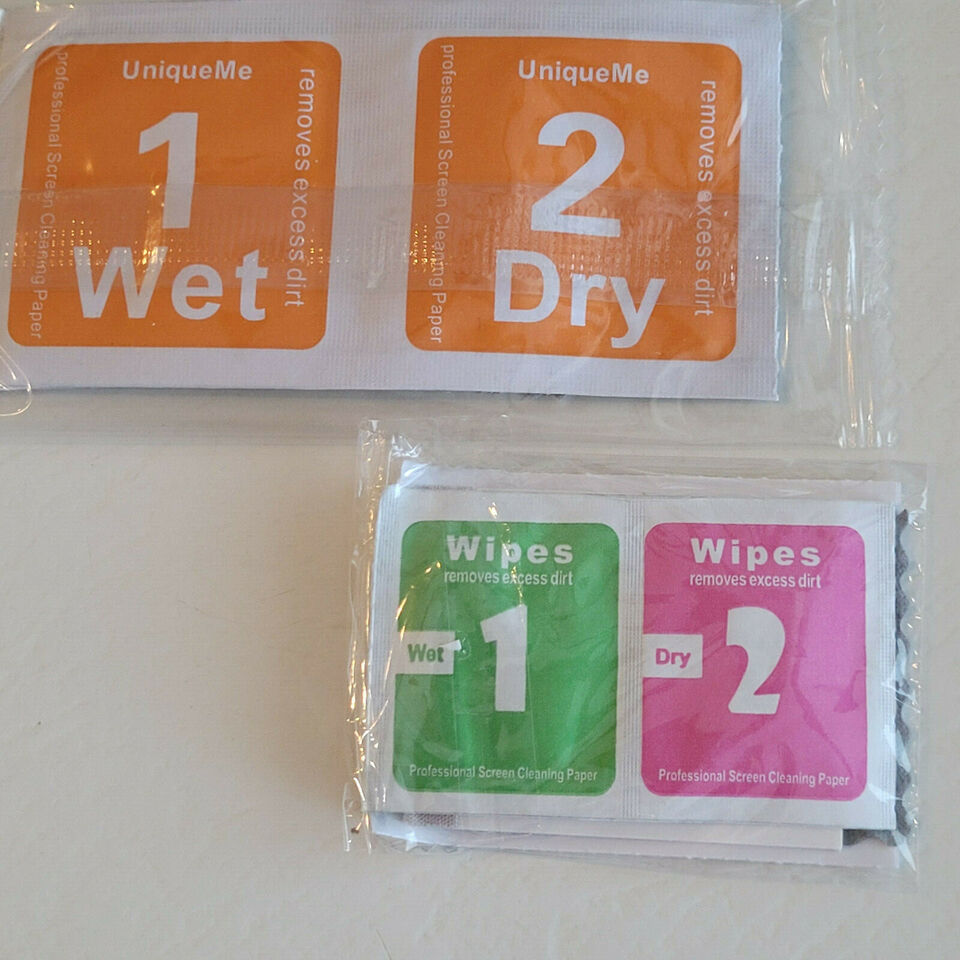 UniqueMe
professional Screen Cleaning Paper
removes excess dirt
1
Wet
UniqueMe
professional Screen Cleaning Paper
removes excess dirt
2
Dry
Wipes
removes excess dirt
Wet
1
Professional Screen Cleaning Paper
Wipes
removes excess dirt
Dry
2
Professional Screen Cleaning Paper